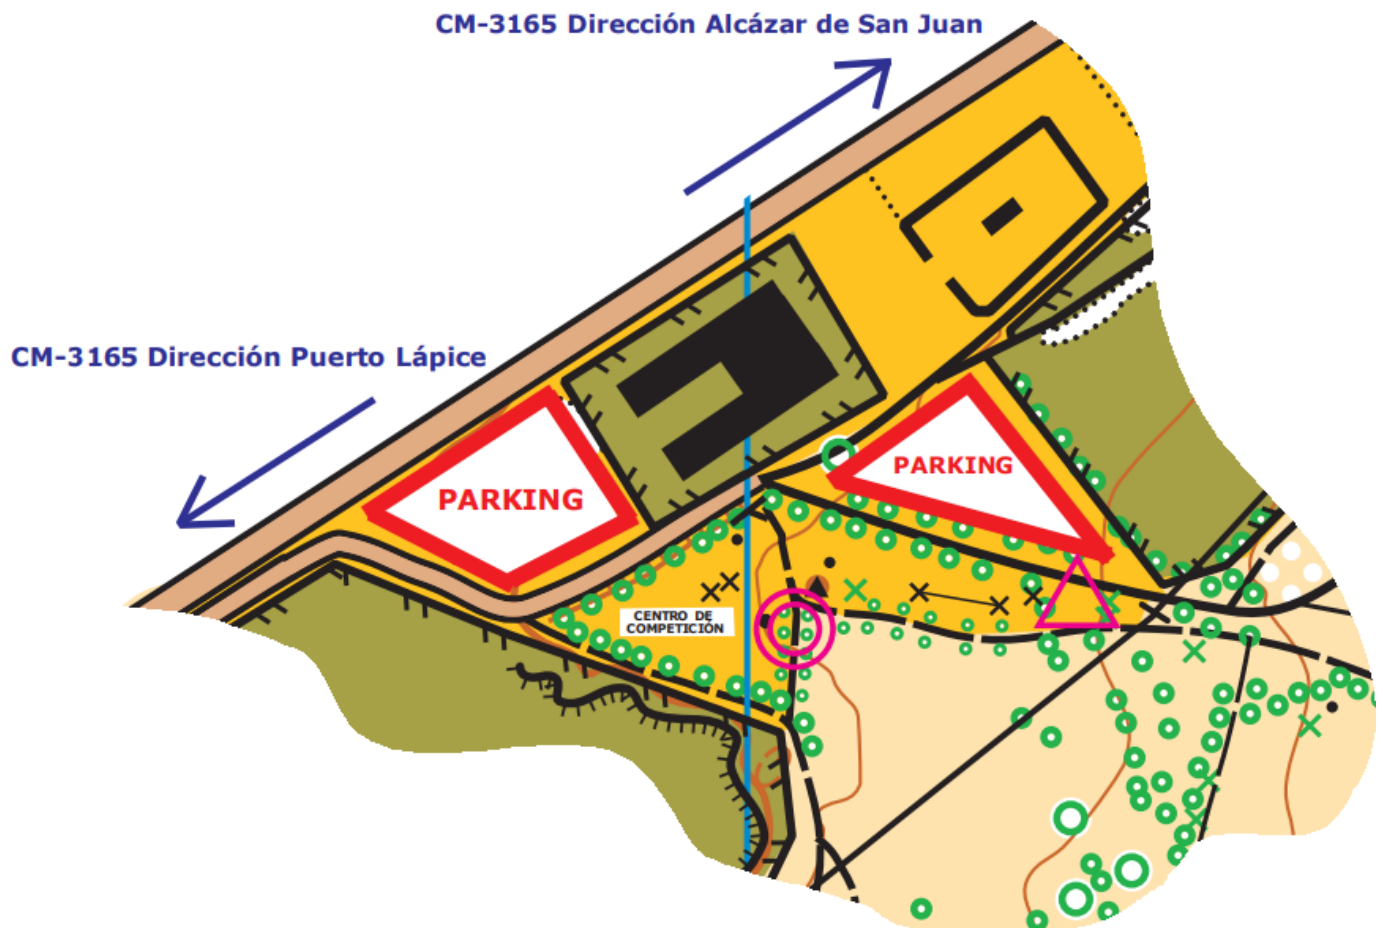 CM-3165 Dirección Alcázar de San Juan
CM-3165 Dirección Puerto Lápice
PARKING
PARKING
CENTRO DE
COMPETICIÓN